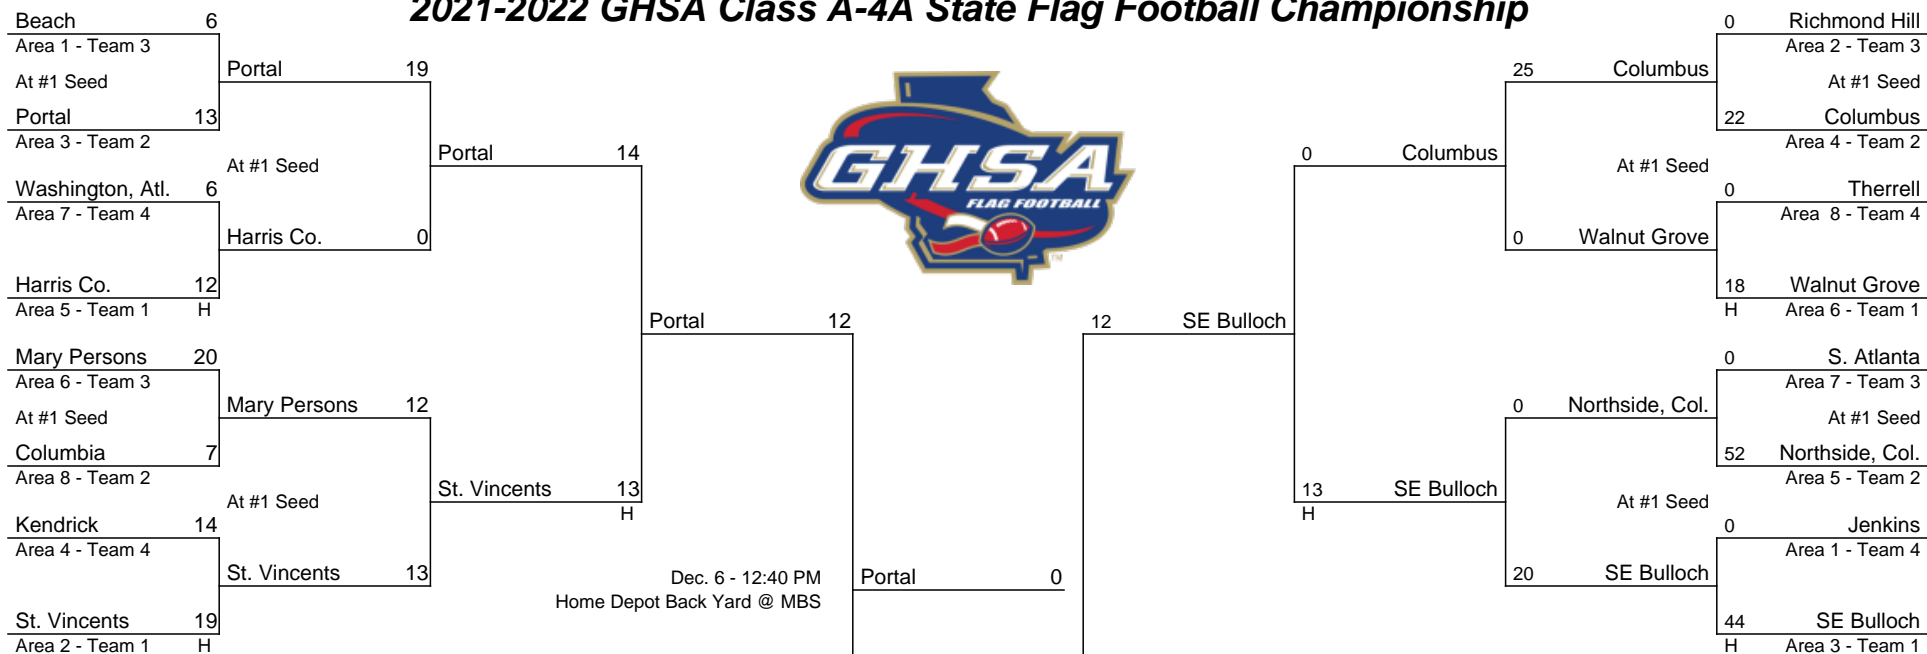 2021-2022 GHSA Class A-4A State Flag Football Championship
Beach 6
Area 1 - Team 3
At #1 Seed
Portal 13
Area 3 - Team 2
Portal 19
At #1 Seed
Washington, Atl. 6
Area 7 - Team 4
Harris Co. 0
Harris Co. 12
Area 5 - Team 1 H
Portal 14
Mary Persons 20
Area 6 - Team 3
At #1 Seed
Columbia 7
Area 8 - Team 2
Mary Persons 12
At #1 Seed
Kendrick 14
Area 4 - Team 4
St. Vincents 13
St. Vincents 19
Area 2 - Team 1 H
St. Vincents 13
H
Portal 12
Dec. 6 - 12:40 PM
Home Depot Back Yard @ MBS
Portal 0
GHSA
FLAG FOOTBALL
TM
12 SE Bulloch
0 Columbus
13 SE Bulloch
H
25 Columbus
At #1 Seed
0 Walnut Grove
0 Northside, Col.
At #1 Seed
20 SE Bulloch
0 Richmond Hill
Area 2 - Team 3
At #1 Seed
22 Columbus
Area 4 - Team 2
0 Therrell
Area 8 - Team 4
18 Walnut Grove
H Area 6 - Team 1
0 S. Atlanta
Area 7 - Team 3
At #1 Seed
52 Northside, Col.
Area 5 - Team 2
0 Jenkins
Area 1 - Team 4
44 SE Bulloch
H Area 3 - Team 1